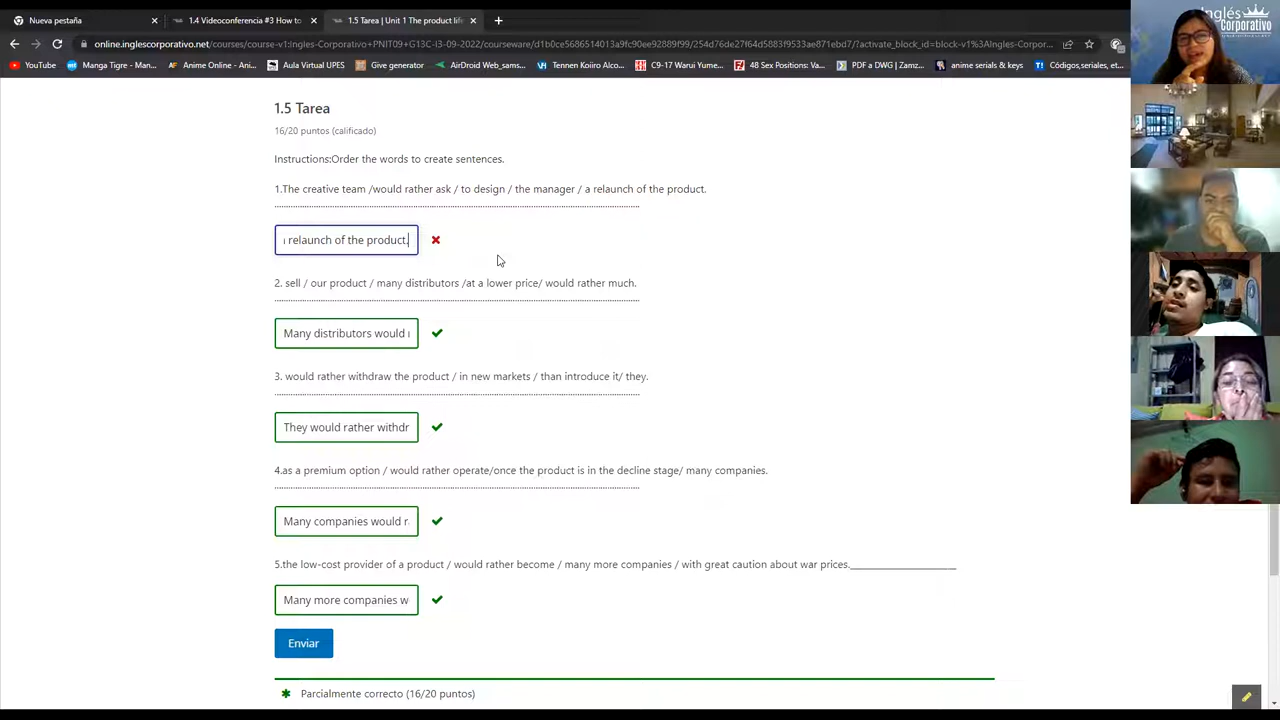 Nueva pestaña
1.4 Videoconferencia #3 How to
1.5 Tarea | Unit 1 The product life
online.inglescorporativo.net/courses/course-v1:Ingles-Corporativo+PNIT09+G13C-I3-09-2022/courseware/d1b0ce5686514013a9fc90ee92889f99/254d76de27f64d5883f9533ae871ebd7/?activate_block_id=block-v1%3AIngles-Corpor...
YouTube
Manga Tigre - Man...
Anime Online - Ani...
Aula Virtual UPES
Give generator
AirDroid Web_sams...
Tennen Koiiro Alco...
C9-17 Warui Yume...
48 Sex Positions: Va...
PDF a DWG | Zamz...
anime serials & keys
Códigos,seriales, etc...
Inglés
Corporativo
1.5 Tarea
16/20 puntos (calificado)
Instructions:Order the words to create sentences.
1.The creative team /would rather ask / to design / the manager / a relaunch of the product.
relaunch of the product.
2. sell / our product / many distributors /at a lower price/ would rather much.
Many distributors would
3. would rather withdraw the product / in new markets / than introduce it/ they.
They would rather withdr
4.as a premium option / would rather operate/once the product is in the decline stage/ many companies.
Many companies would r
5.the low-cost provider of a product / would rather become / many more companies / with great caution about war prices.
Many more companies w
Enviar
Parcialmente correcto (16/20 puntos)